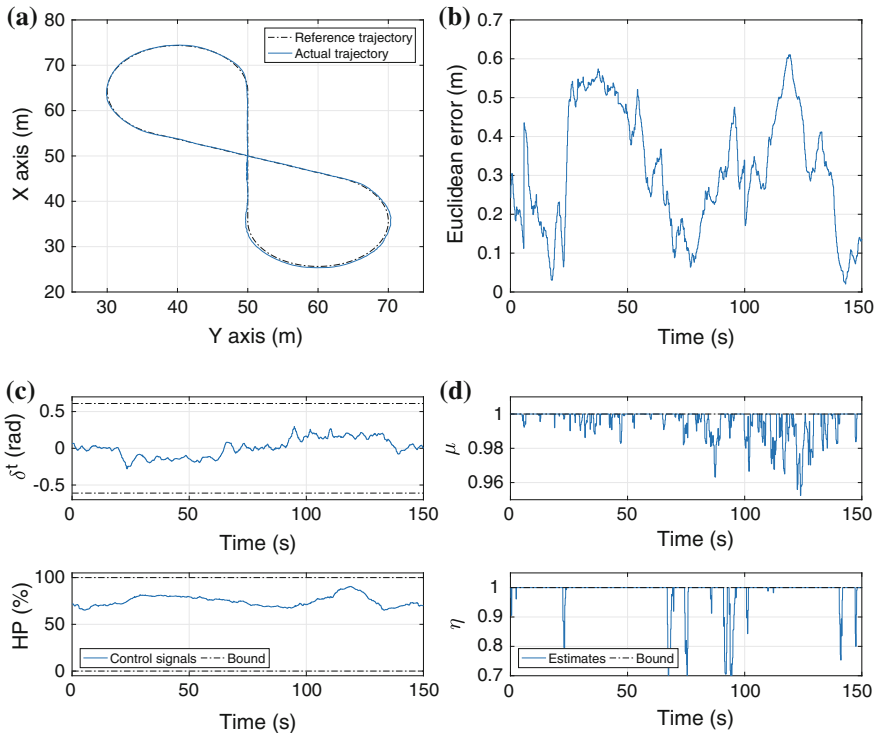 (a)
80
70
60
50
40
30
20
X axis (m)
30 40 50 60 70
Y axis (m)
Reference trajectory
Actual trajectory
(b)
0.7
0.6
0.5
0.4
0.3
0.2
0.1
0
Euclidean error (m)
0 50 100 150
Time (s)
(c)
0.5
0
-0.5
δᵗ (rad)
0 50 100 150
Time (s)
100
75
50
0
HP (%)
Control signals Bound
0 50 100 150
Time (s)
(d)
1
0.98
0.96
μ
0 50 100 150
Time (s)
1
0.9
0.8
0.7
η
Estimates Bound
0 50 100 150
Time (s)